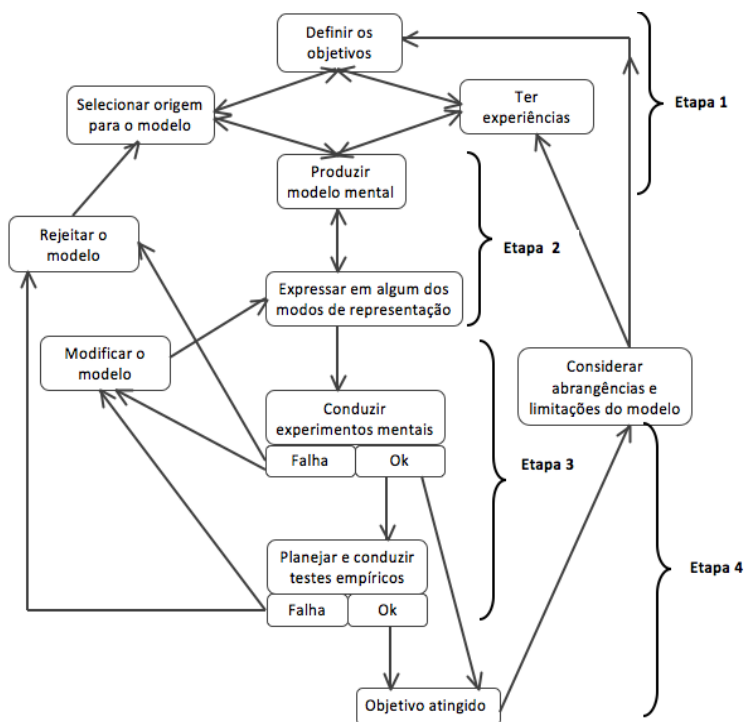 Definir os
objetivos
Selecionar origem
para o modelo
Ter
experiências
Etapa 1
Produzir
modelo mental
Rejeitar o
modelo
Etapa 2
Expressar em algum dos
modos de representação
Modificar o
modelo
Considerar
abrangências e
limitações do modelo
Conduzir
experimentos mentais
Falha
Ok
Etapa 3
Planejar e conduzir
testes empíricos
Falha
Ok
Etapa 4
Objetivo atingido